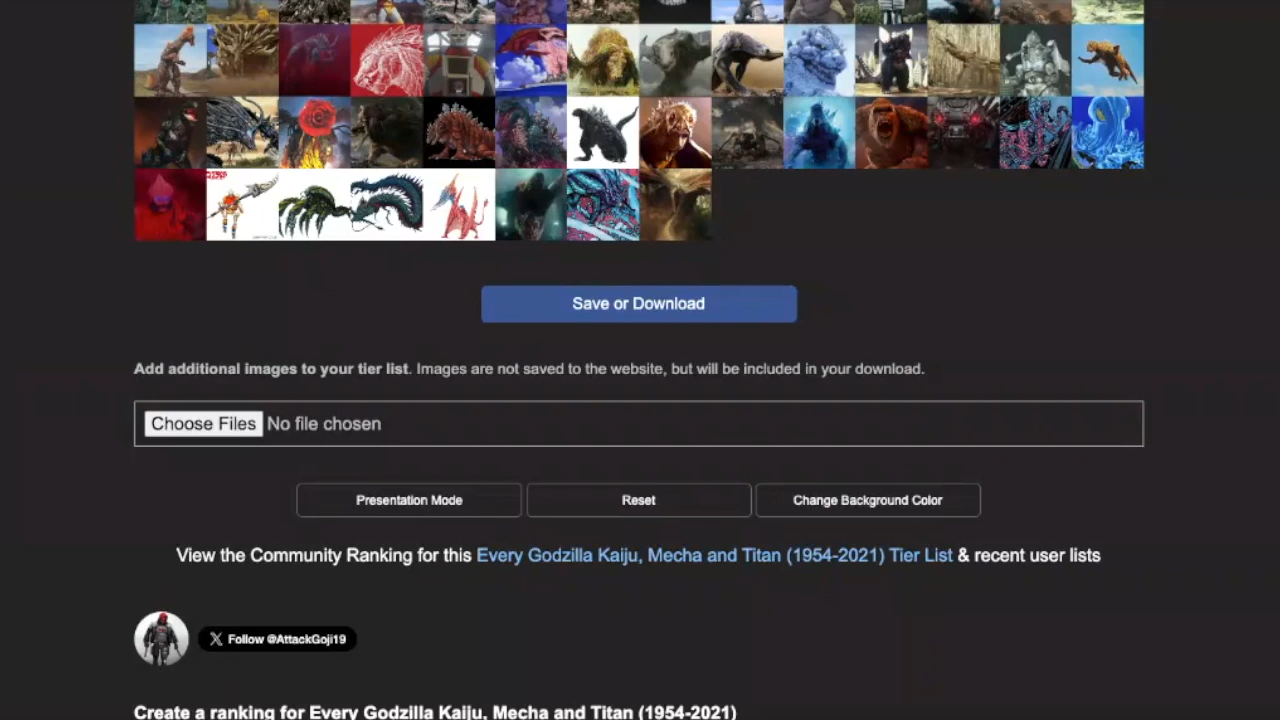 Save or Download
Add additional images to your tier list. Images are not saved to the website, but will be included in your download.
Choose Files No file chosen
Presentation Mode
Reset
Change Background Color
View the Community Ranking for this Every Godzilla Kaiju, Mecha and Titan (1954-2021) Tier List & recent user lists
Follow @AttackGoji19
Create a ranking for Every Godzilla Kaiju, Mecha and Titan (1954-2021)